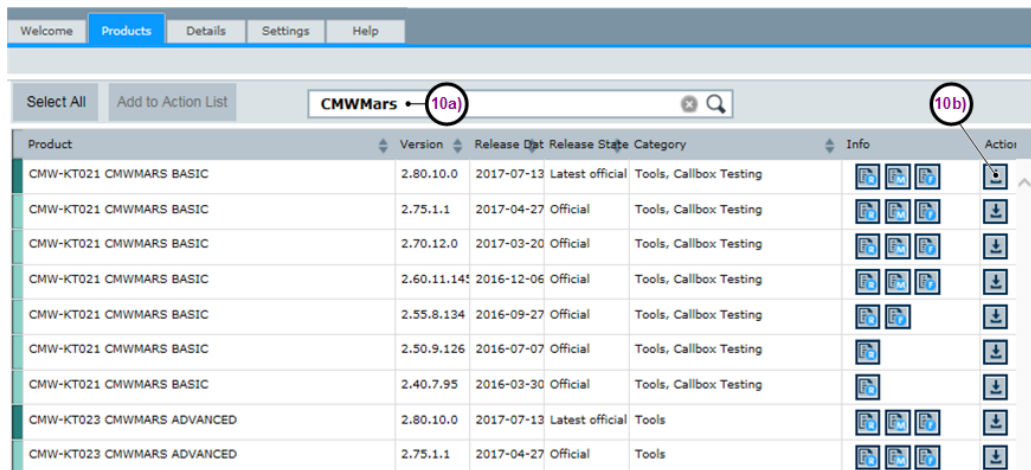 Welcome Products Details Settings Help
Select All Add to Action List CMWMars 10a) 10b)
Product Version Release Dat Release State Category Info Action
CMW-KT021 CMWMARS BASIC 2.80.10.0 2017-07-13 Latest official Tools, Callbox Testing R M F
CMW-KT021 CMWMARS BASIC 2.75.1.1 2017-04-27 Official Tools, Callbox Testing R M F
CMW-KT021 CMWMARS BASIC 2.70.12.0 2017-03-20 Official Tools, Callbox Testing R M F
CMW-KT021 CMWMARS BASIC 2.60.11.145 2016-12-06 Official Tools, Callbox Testing R M F
CMW-KT021 CMWMARS BASIC 2.55.8.134 2016-09-27 Official Tools, Callbox Testing R F
CMW-KT021 CMWMARS BASIC 2.50.9.126 2016-07-07 Official Tools, Callbox Testing R
CMW-KT021 CMWMARS BASIC 2.40.7.95 2016-03-30 Official Tools, Callbox Testing R
CMW-KT023 CMWMARS ADVANCED 2.80.10.0 2017-07-13 Latest official Tools R M F
CMW-KT023 CMWMARS ADVANCED 2.75.1.1 2017-04-27 Official Tools R M F